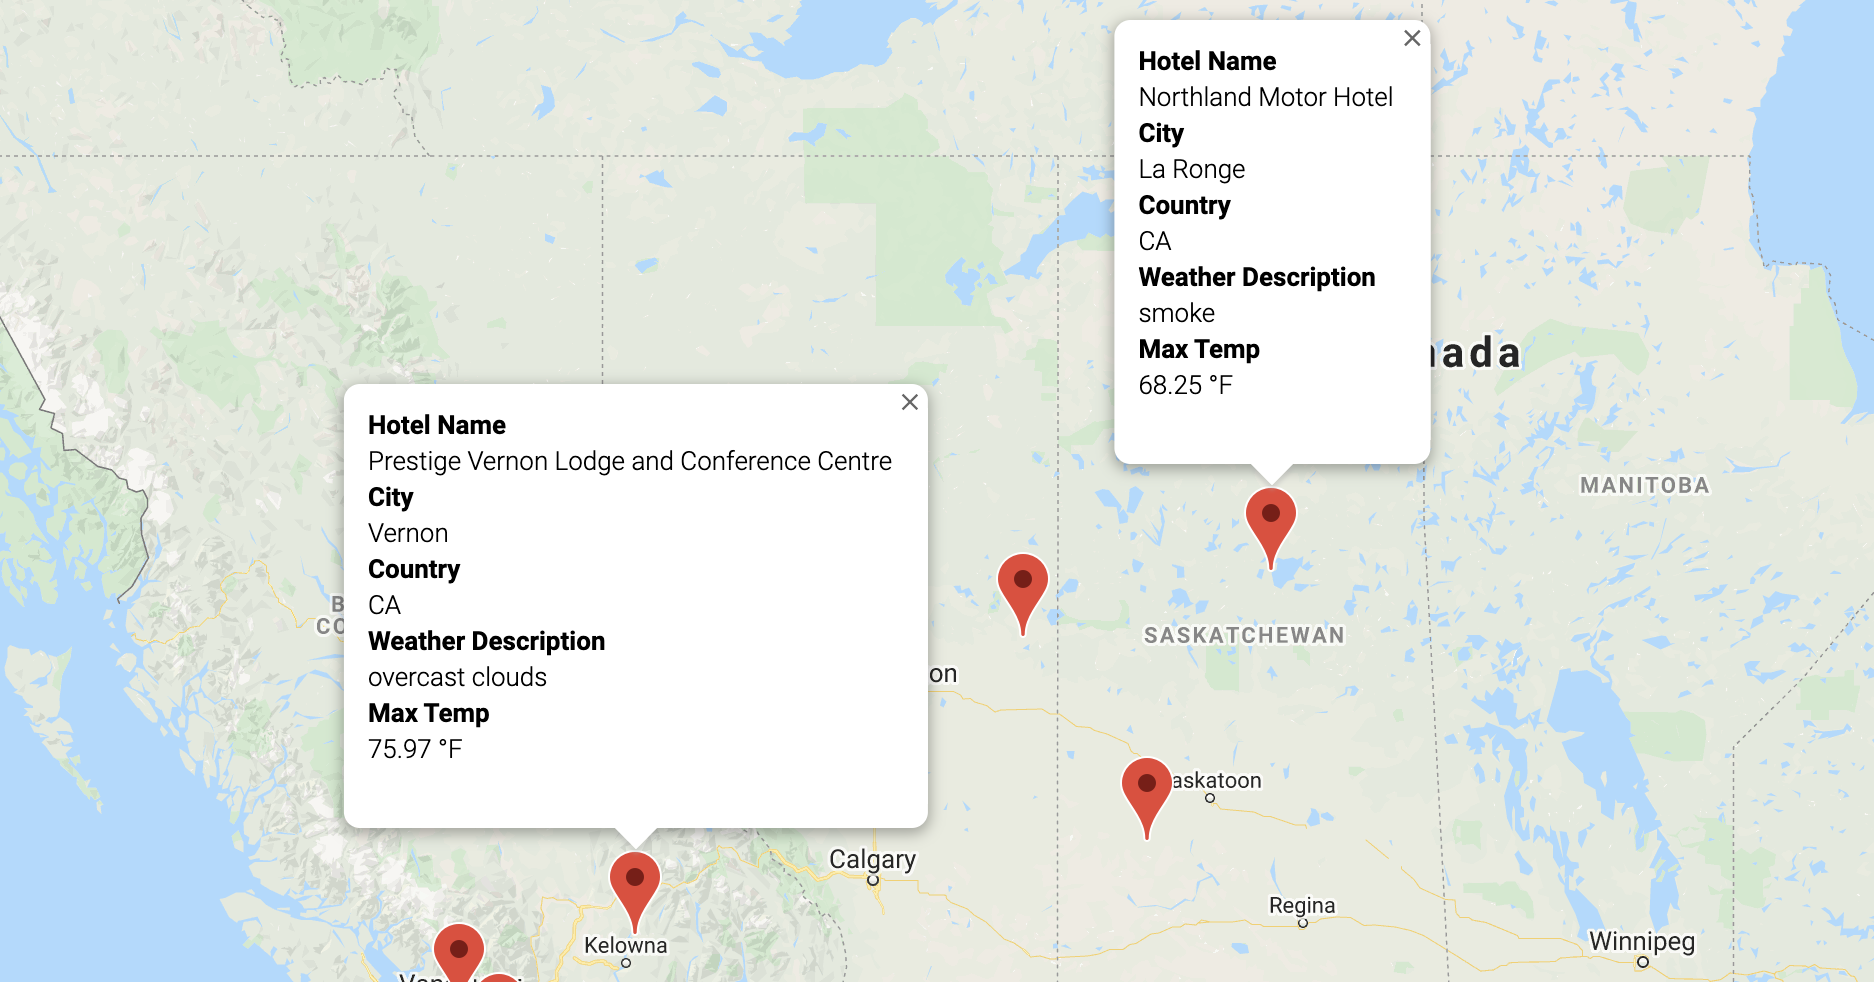 Hotel Name
Northland Motor Hotel
City
La Ronge
Country
CA
Weather Description
smoke
Max Temp
68.25 °F
nada
Hotel Name
Prestige Vernon Lodge and Conference Centre
City
Vernon
Country
CA
Weather Description
overcast clouds
Max Temp
75.97 °F
MANITOBA
B
CO
SASKATCHEWAN
on
askatoon
Calgary
Regina
Kelowna
Winnipeg